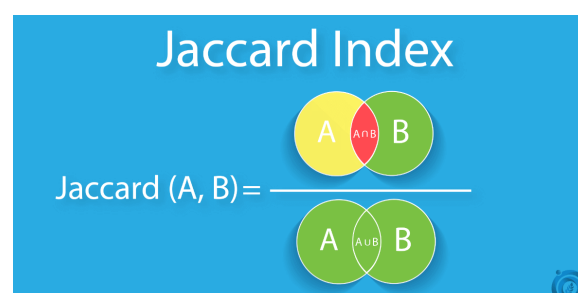 Jaccard Index
A A∩B B
Jaccard (A, B) =
A A∪B B